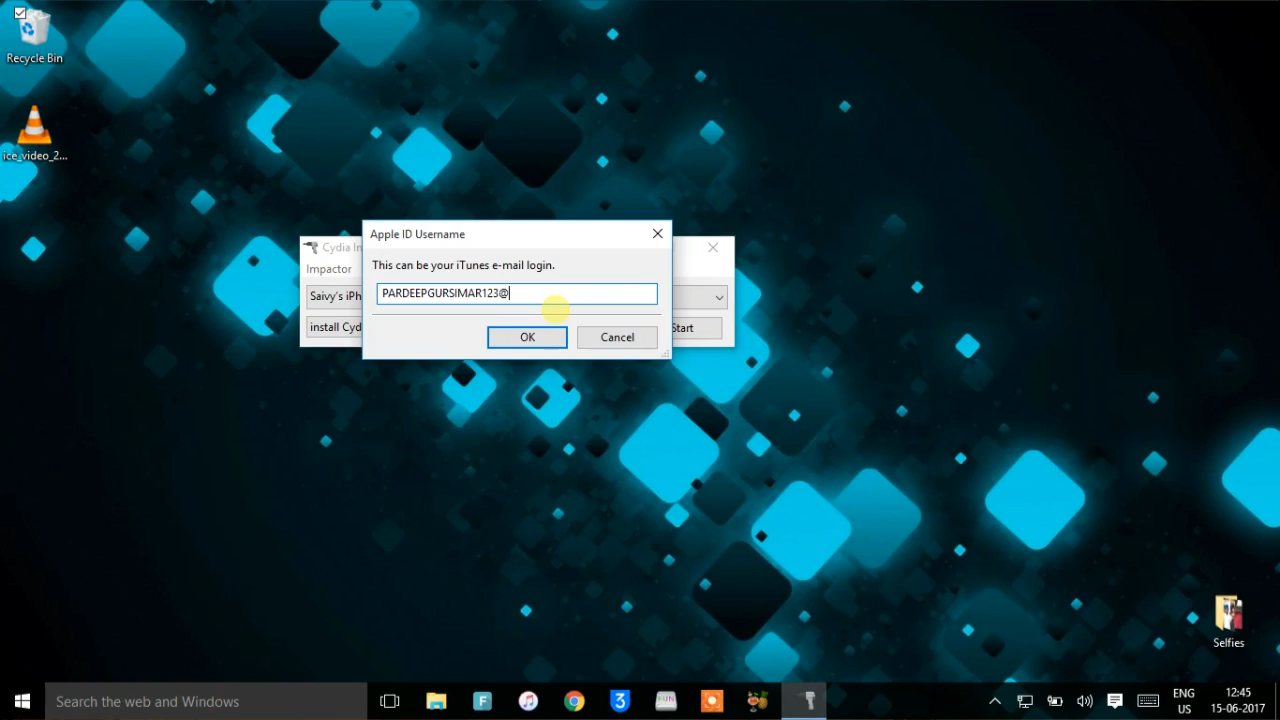 Recycle Bin
ice_video_2...
Apple ID Username
This can be your iTunes e-mail login.
PARDEEPGURSIMAR123@
OK
Cancel
Cydia In
Impactor
Saivy's iPh
install Cyd
Start
Selfies
Search the web and Windows
F
3
ENG
US
12:45
15-06-2017